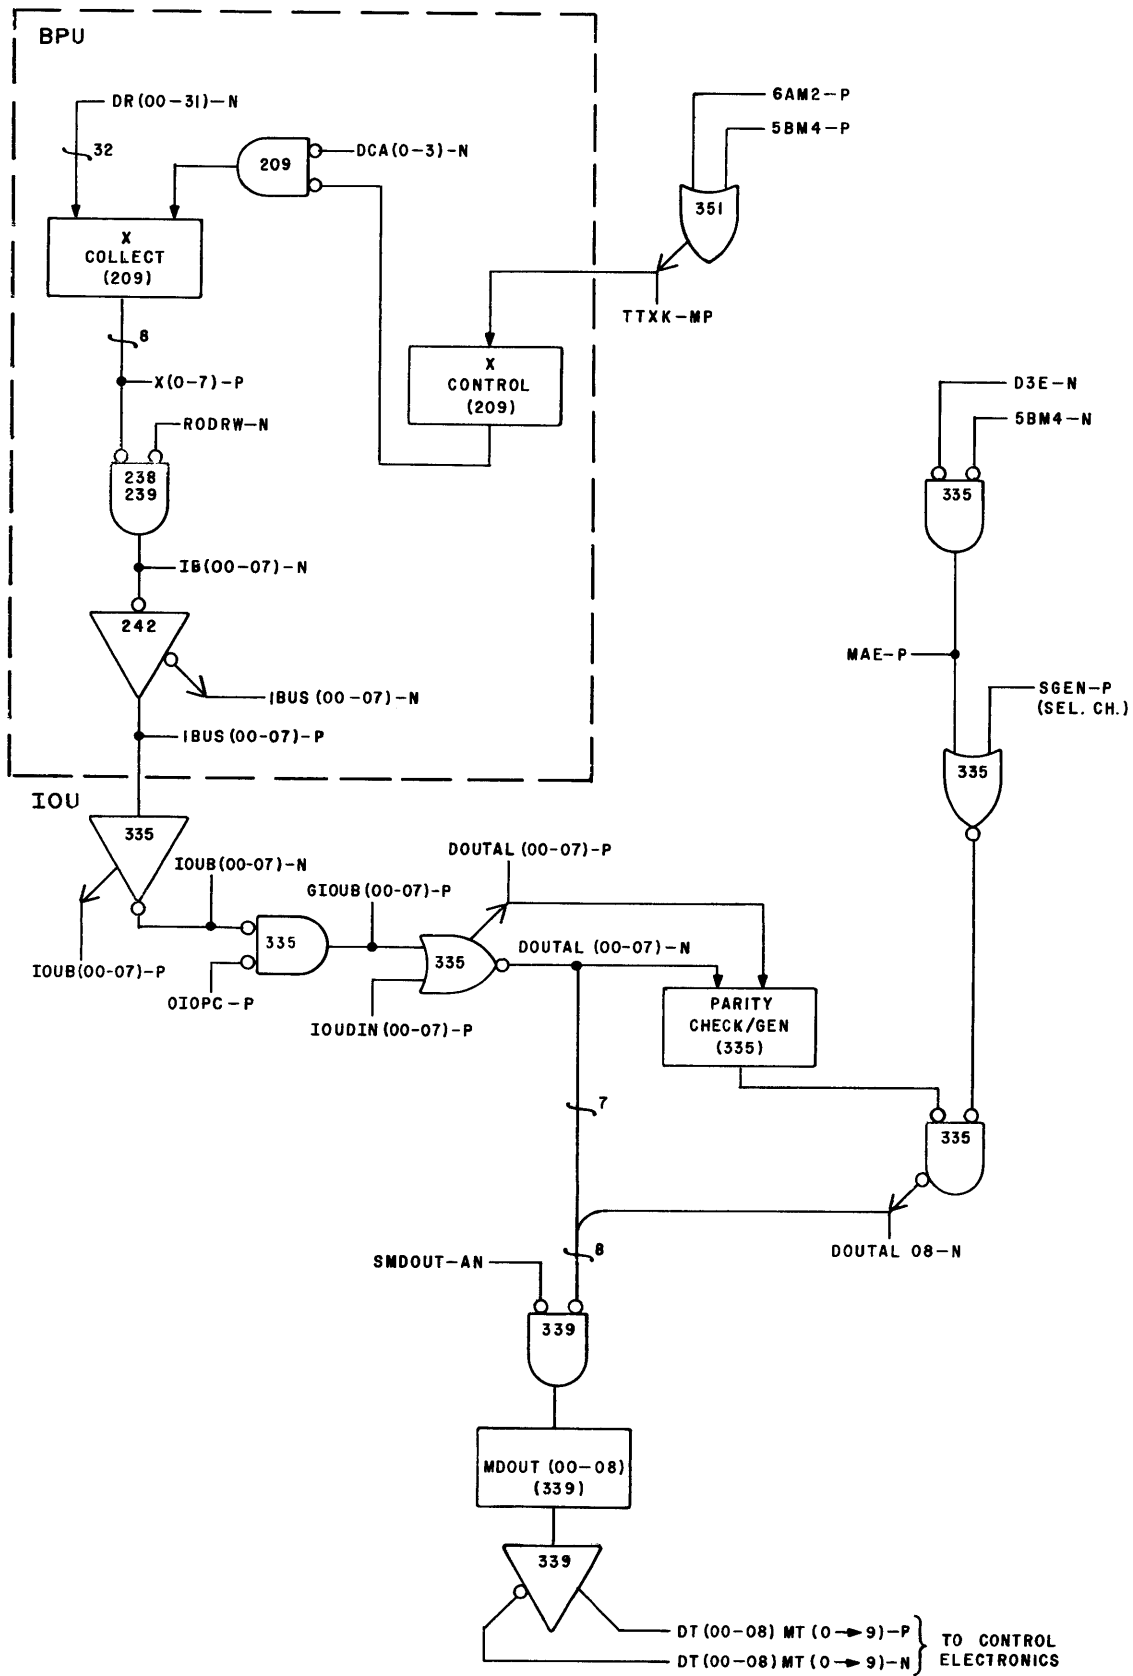 BPU
DR(00-31)-N
32
209
DCA(0-3)-N
6AM2-P
5BM4-P
351
X
COLLECT
(209)
TTXK-MP
8
X(0-7)-P
X
CONTROL
(209)
RODRW-N
D3E-N
5BM4-N
238
239
335
IB(00-07)-N
242
MAE-P
IBUS(00-07)-N
SGEN-P
(SEL. CH.)
IBUS(00-07)-P
335
IOU
335
IOUB(00-07)-N
DOUTAL(00-07)-P
GIOUB(00-07)-P
335
335
DOUTAL (00-07)-N
IOUB(00-07)-P
OIOPC-P
IOUDIN(00-07)-P
PARITY
CHECK/GEN
(335)
7
335
8
DOUTAL 08-N
SMDOUT-AN
339
MDOUT (00-08)
(339)
339
DT(00-08) MT(0→9)-P
DT(00-08) MT(0→9)-N
TO CONTROL
ELECTRONICS